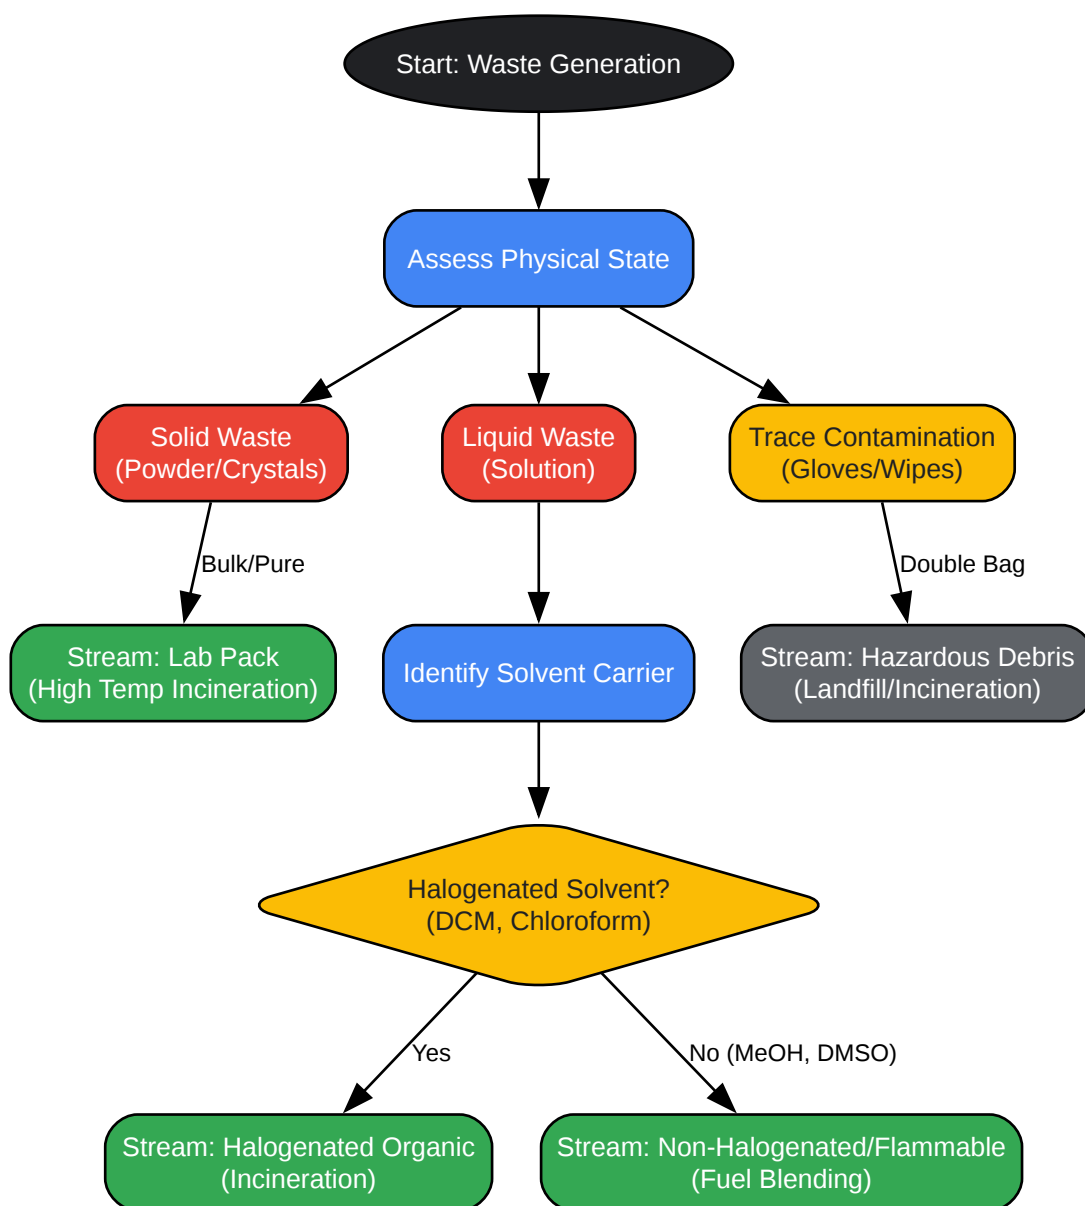 Start: Waste Generation
Assess Physical State
Solid Waste
(Powder/Crystals)
Liquid Waste
(Solution)
Trace Contamination
(Gloves/Wipes)
Bulk/Pure
Double Bag
Stream: Lab Pack
(High Temp Incineration)
Identify Solvent Carrier
Stream: Hazardous Debris
(Landfill/Incineration)
Halogenated Solvent?
(DCM, Chloroform)
Yes
No (MeOH, DMSO)
Stream: Halogenated Organic
(Incineration)
Stream: Non-Halogenated/Flammable
(Fuel Blending)